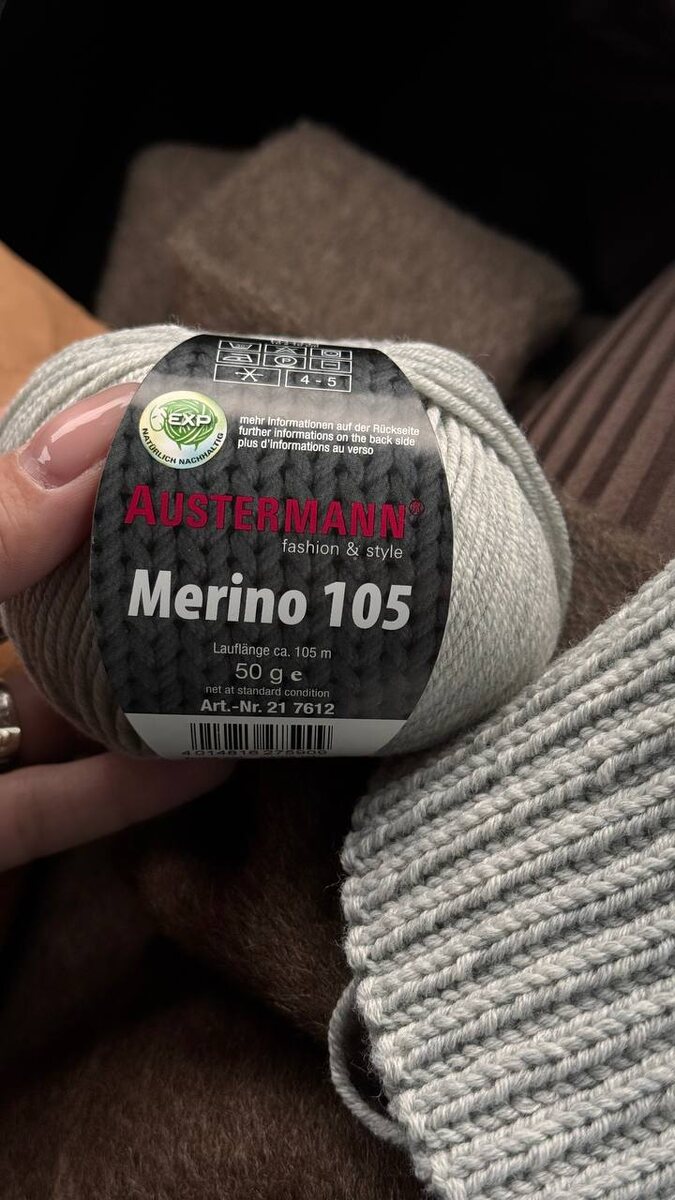 4 - 5
EXP
NATÜRLICH NACHHALTIG
mehr Informationen auf der Rückseite
further informations on the back side
plus d'Informations au verso
AUSTERMANN®
fashion & style
Merino 105
Lauflänge ca. 105 m
50 g e
net at standard condition
Art.-Nr. 21 7612